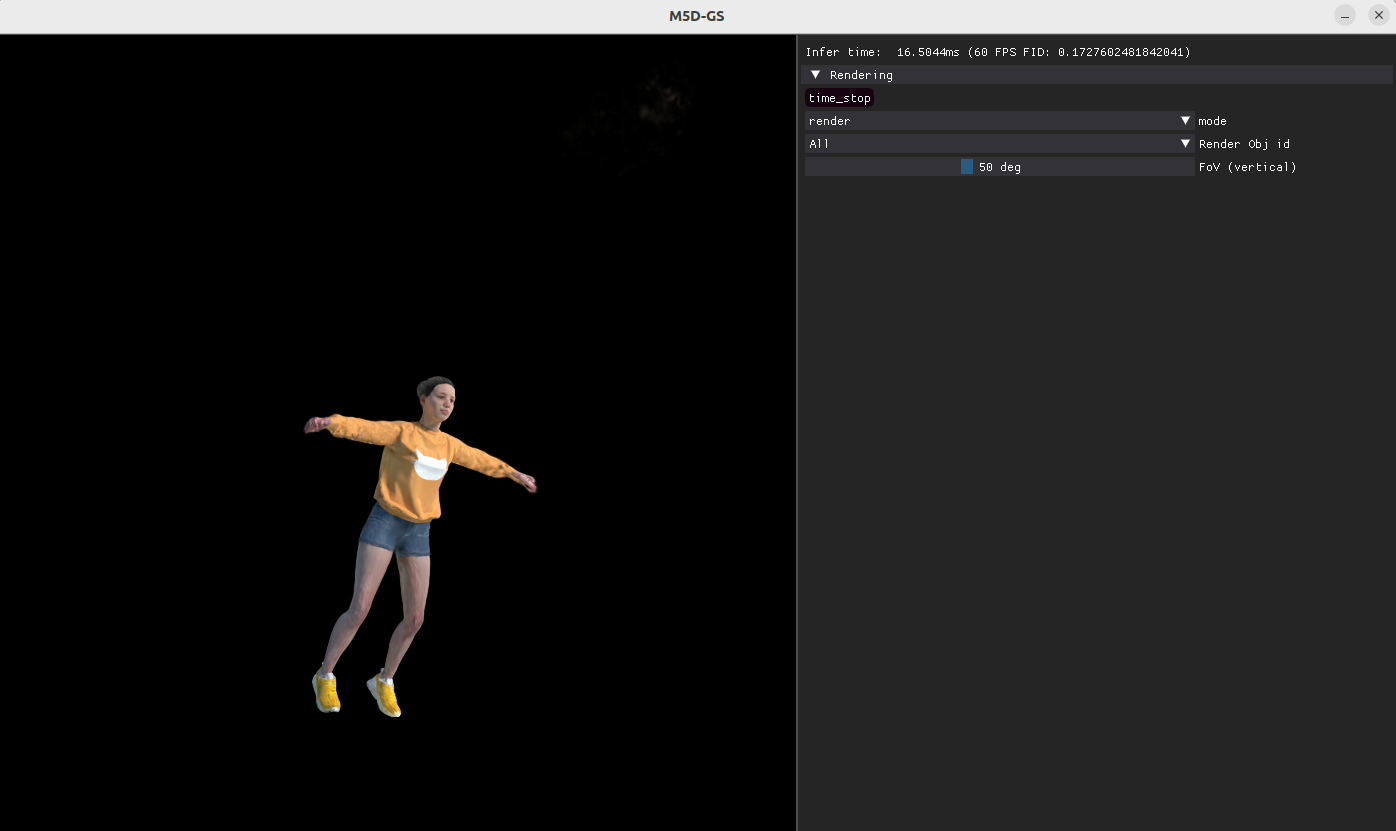 M5D-GS
Infer time: 16.5044ms (60 FPS FID: 0.1727602481842041)
Rendering
time_stop
render mode
All Render Obj id
50 deg FoV (vertical)